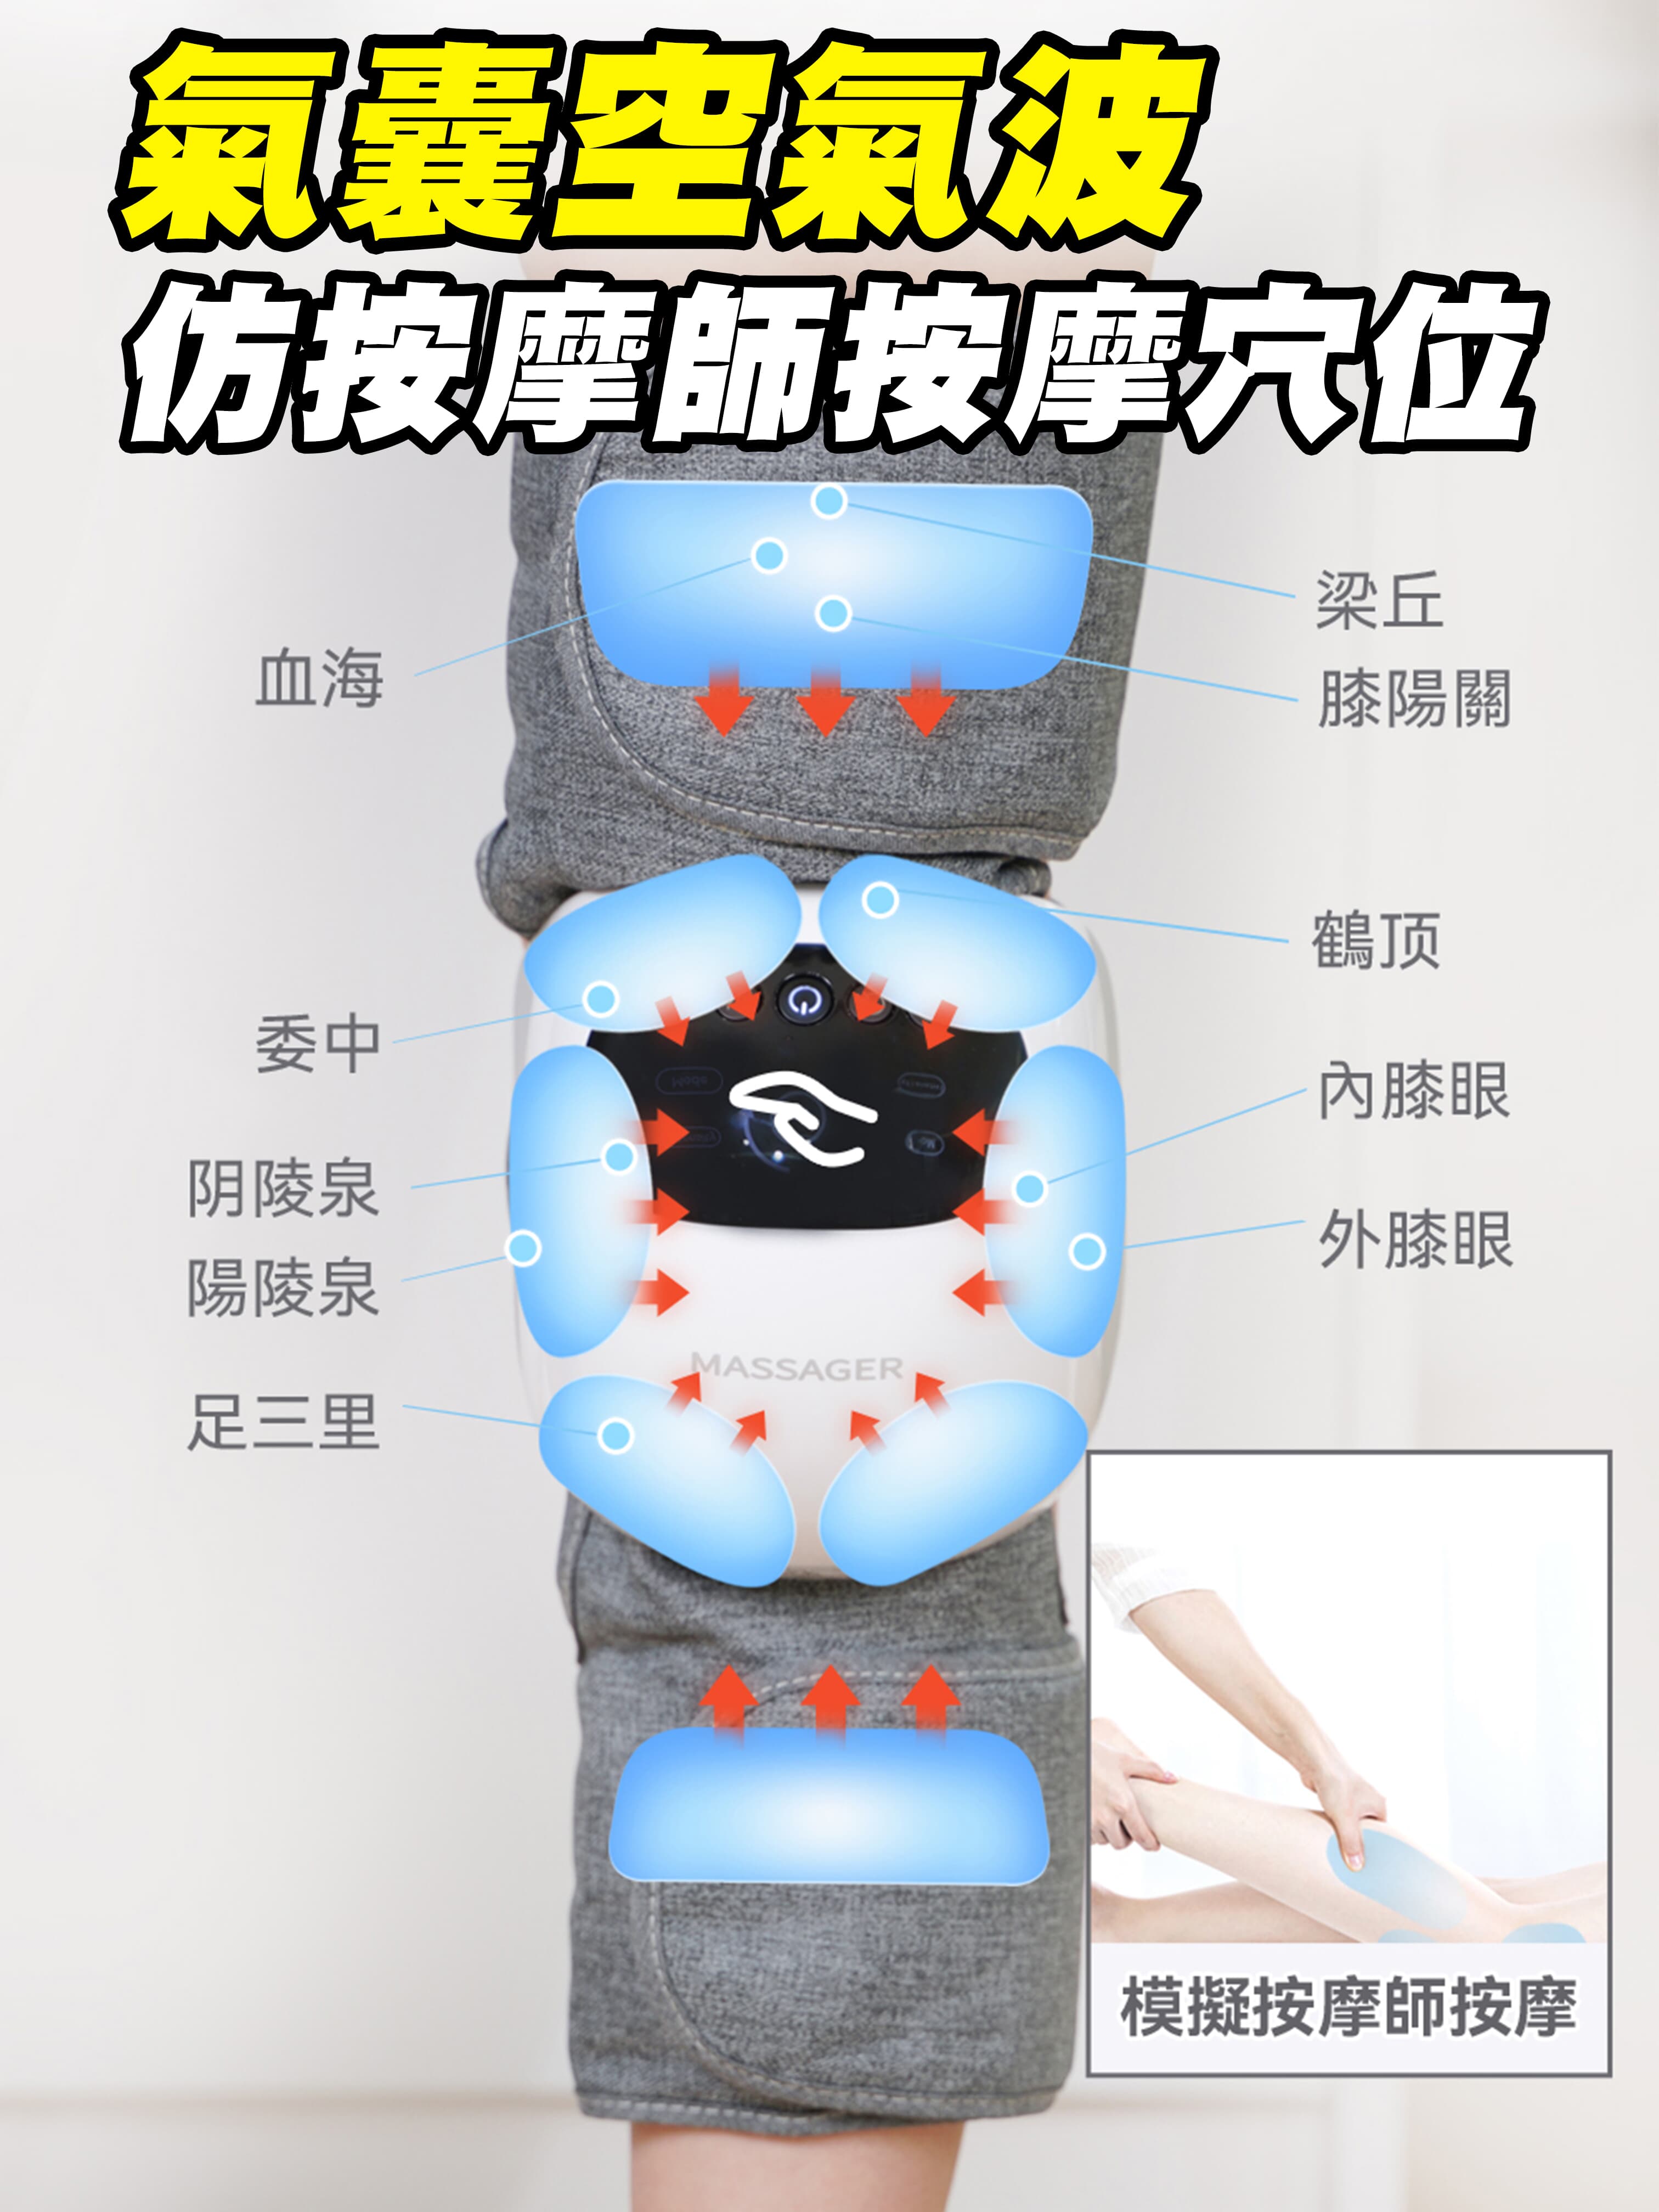 氣囊空氣波
仿按摩師按摩穴位
梁丘
血海
膝陽關
鶴顶
委中
內膝眼
阴陵泉
外膝眼
陽陵泉
MASSAGER
足三里
模擬按摩師按摩